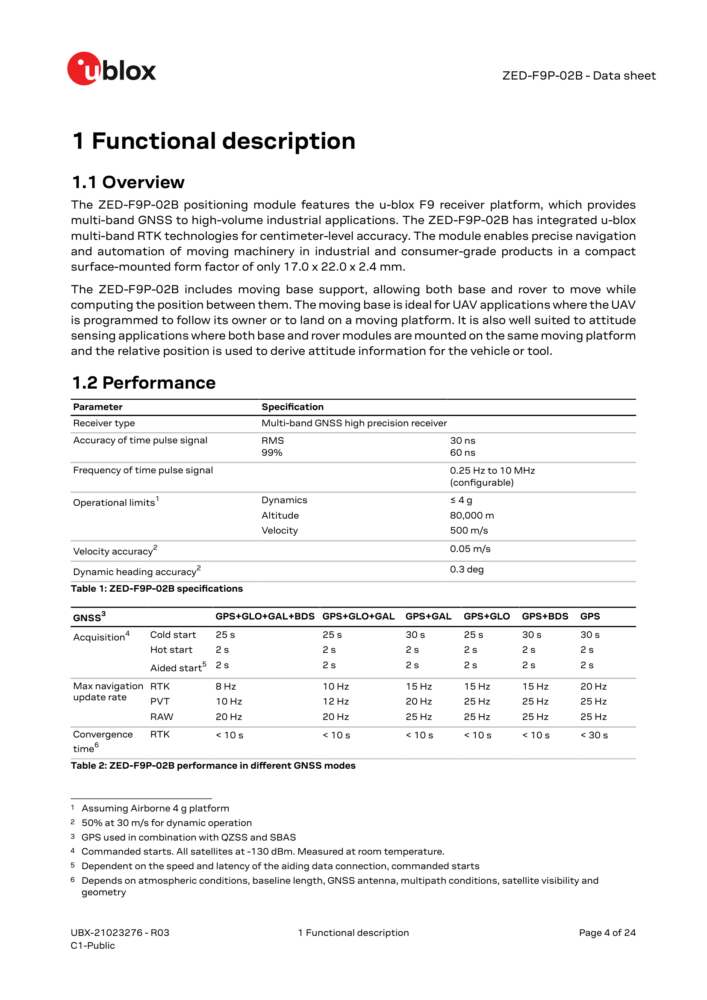 ublox
ZED-F9P-02B - Data sheet
1 Functional description
1.1 Overview
The ZED-F9P-02B positioning module features the u-blox F9 receiver platform, which provides
multi-band GNSS to high-volume industrial applications. The ZED-F9P-02B has integrated u-blox
multi-band RTK technologies for centimeter-level accuracy. The module enables precise navigation
and automation of moving machinery in industrial and consumer-grade products in a compact
surface-mounted form factor of only 17.0 x 22.0 x 2.4 mm.
The ZED-F9P-02B includes moving base support, allowing both base and rover to move while
computing the position between them. The moving base is ideal for UAV applications where the UAV
is programmed to follow its owner or to land on a moving platform. It is also well suited to attitude
sensing applications where both base and rover modules are mounted on the same moving platform
and the relative position is used to derive attitude information for the vehicle or tool.
1.2 Performance
Parameter Specification
Receiver type Multi-band GNSS high precision receiver
Accuracy of time pulse signal RMS 30 ns
99% 60 ns
Frequency of time pulse signal 0.25 Hz to 10 MHz
(configurable)
Operational limits1 Dynamics ≤ 4 g
Altitude 80,000 m
Velocity 500 m/s
Velocity accuracy2 0.05 m/s
Dynamic heading accuracy2 0.3 deg
Table 1: ZED-F9P-02B specifications
GNSS3 GPS+GLO+GAL+BDS GPS+GLO+GAL GPS+GAL GPS+GLO GPS+BDS GPS
Acquisition4 Cold start 25 s 25 s 30 s 25 s 30 s 30 s
Hot start 2 s 2 s 2 s 2 s 2 s 2 s
Aided start5 2 s 2 s 2 s 2 s 2 s 2 s
Max navigation RTK 8 Hz 10 Hz 15 Hz 15 Hz 15 Hz 20 Hz
update rate PVT 10 Hz 12 Hz 20 Hz 25 Hz 25 Hz 25 Hz
RAW 20 Hz 20 Hz 25 Hz 25 Hz 25 Hz 25 Hz
Convergence RTK < 10 s < 10 s < 10 s < 10 s < 10 s < 30 s
time6
Table 2: ZED-F9P-02B performance in different GNSS modes
1 Assuming Airborne 4 g platform
2 50% at 30 m/s for dynamic operation
3 GPS used in combination with QZSS and SBAS
4 Commanded starts. All satellites at -130 dBm. Measured at room temperature.
5 Dependent on the speed and latency of the aiding data connection, commanded starts
6 Depends on atmospheric conditions, baseline length, GNSS antenna, multipath conditions, satellite visibility and
geometry
UBX-21023276 - R03 1 Functional description Page 4 of 24
C1-Public